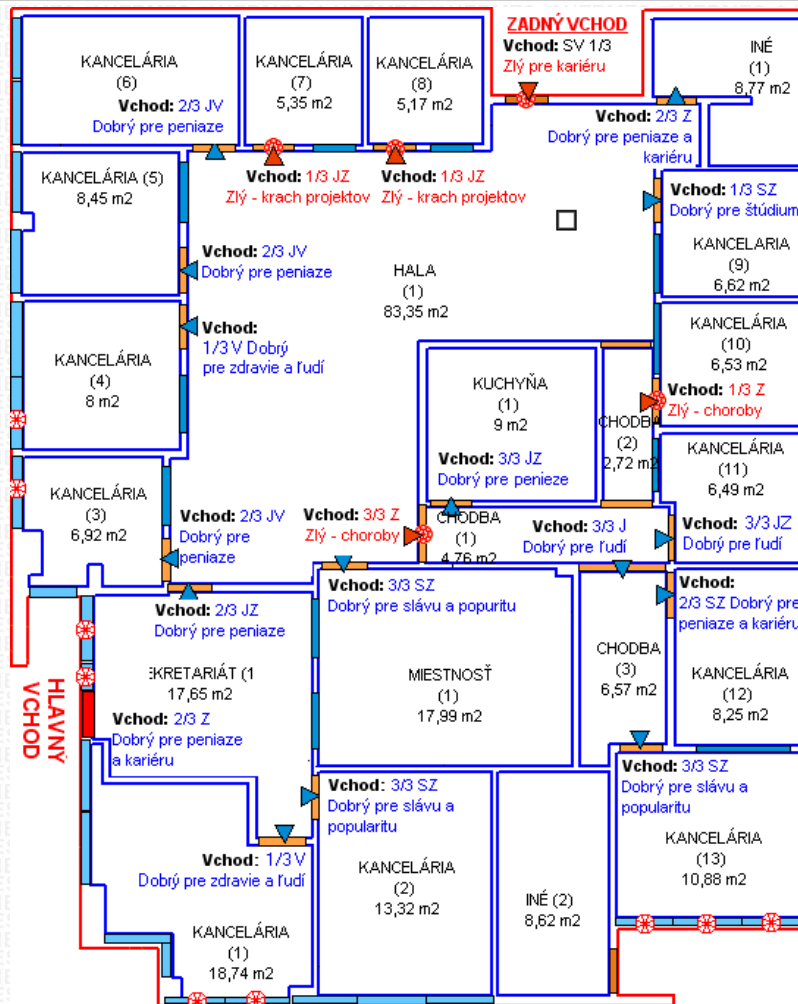 ZADNÝ VCHOD
Vchod: SV 1/3
Zlý pre kariéru
INÉ
(1)
8,77 m2
KANCELÁRIA
(6)
Vchod: 2/3 JV
Dobrý pre peniaze
KANCELÁRIA
(7)
5,35 m2
KANCELÁRIA
(8)
5,17 m2
Vchod: 2/3 Z
Dobrý pre peniaze a
kariéru
Vchod: 1/3 JZ
Zlý - krach projektov
Vchod: 1/3 JZ
Zlý - krach projektov
KANCELÁRIA (5)
8,45 m2
Vchod: 1/3 SZ
Dobrý pre štúdium
KANCELARIA
(9)
6,62 m2
Vchod: 2/3 JV
Dobrý pre peniaze
HALA
(1)
83,35 m2
Vchod:
1/3 V Dobrý
pre zdravie a ľudí
KANCELÁRIA
(4)
8 m2
KANCELÁRIA
(10)
6,53 m2
Vchod: 1/3 Z
Zlý - choroby
KUCHYŇA
(1)
9 m2
Vchod: 3/3 JZ
Dobrý pre penieze
CHODBA
(2)
2,72 m2
KANCELÁRIA
(11)
6,49 m2
KANCELÁRIA
(3)
6,92 m2
Vchod: 2/3 JV
Dobrý pre
peniaze
Vchod: 3/3 Z
Zlý - choroby
CHODBA
(1)
4,76 m2
Vchod: 3/3 J
Dobrý pre ľudí
Vchod: 3/3 JZ
Dobrý pre ľudí
Vchod: 2/3 JZ
Dobrý pre peniaze
Vchod: 3/3 SZ
Dobrý pre slávu a popuritu
Vchod:
2/3 SZ Dobrý pre
peniaze a kariéru
EKRETARIÁT (1
17,65 m2
MIESTNOSŤ
(1)
17,99 m2
CHODBA
(3)
6,57 m2
KANCELÁRIA
(12)
8,25 m2
HLAVNÝ
VCHOD
Vchod: 2/3 Z
Dobrý pre peniaze
a kariéru
Vchod: 3/3 SZ
Dobrý pre slávu a
popularitu
Vchod: 3/3 SZ
Dobrý pre slávu a
popularitu
KANCELÁRIA
(13)
10,88 m2
Vchod: 1/3 V
Dobrý pre zdravie a ľudí
KANCELÁRIA
(2)
13,32 m2
INÉ (2)
8,62 m2
KANCELÁRIA
(1)
18,74 m2